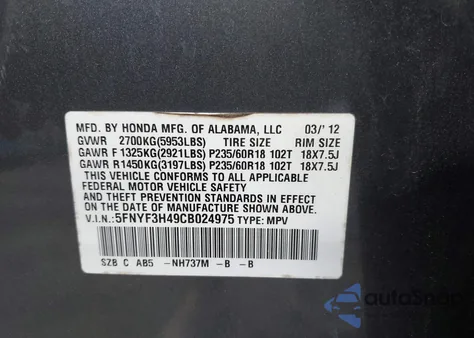 MFD. BY HONDA MFG. OF ALABAMA, LLC 03/'12
GVWR 2700KG(5953LBS) TIRE SIZE RIM SIZE
GAWR F 1325KG(2921LBS) P235/60R18 102T 18X7.5J
GAWR R1450KG(3197LBS) P235/60R18 102T 18X7.5J
THIS VEHICLE CONFORMS TO ALL APPLICABLE
FEDERAL MOTOR VEHICLE SAFETY BUMPER
AND THEFT PREVENTION STANDARDS IN EFFECT ON
THE DATE OF MANUFACTURE SHOWN ABOVE.
V.I.N.:5FNYF3H49CB024975 TYPE: MPV
SZB C AB5 -NH737M -B -B